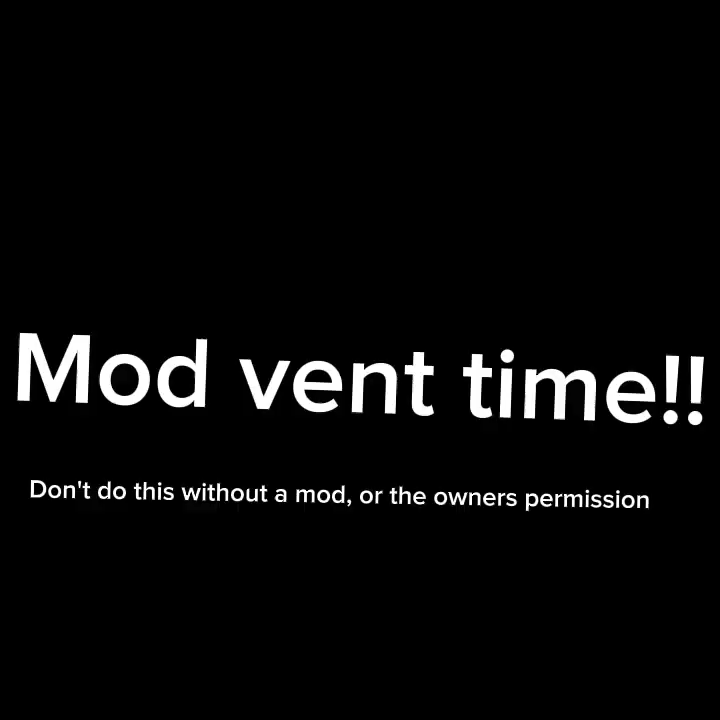 Mod vent time!!
Don't do this without a mod, or the owners permission